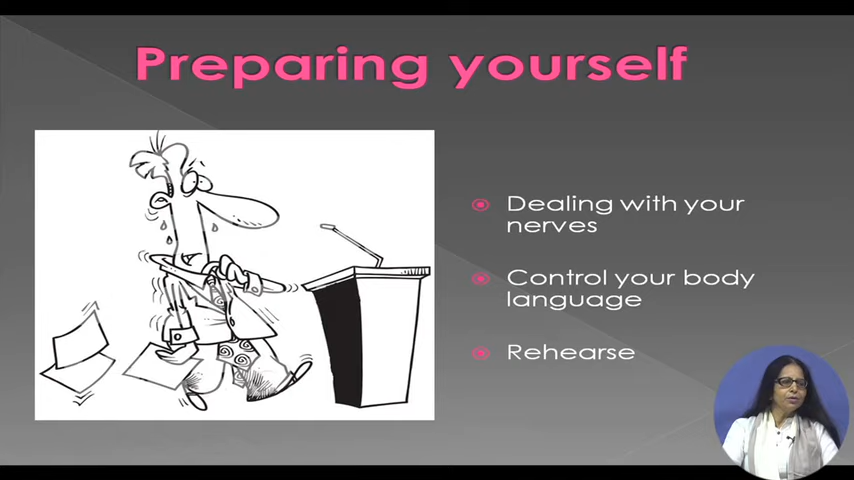 Preparing yourself
Dealing with your
nerves
Control your body
language
Rehearse